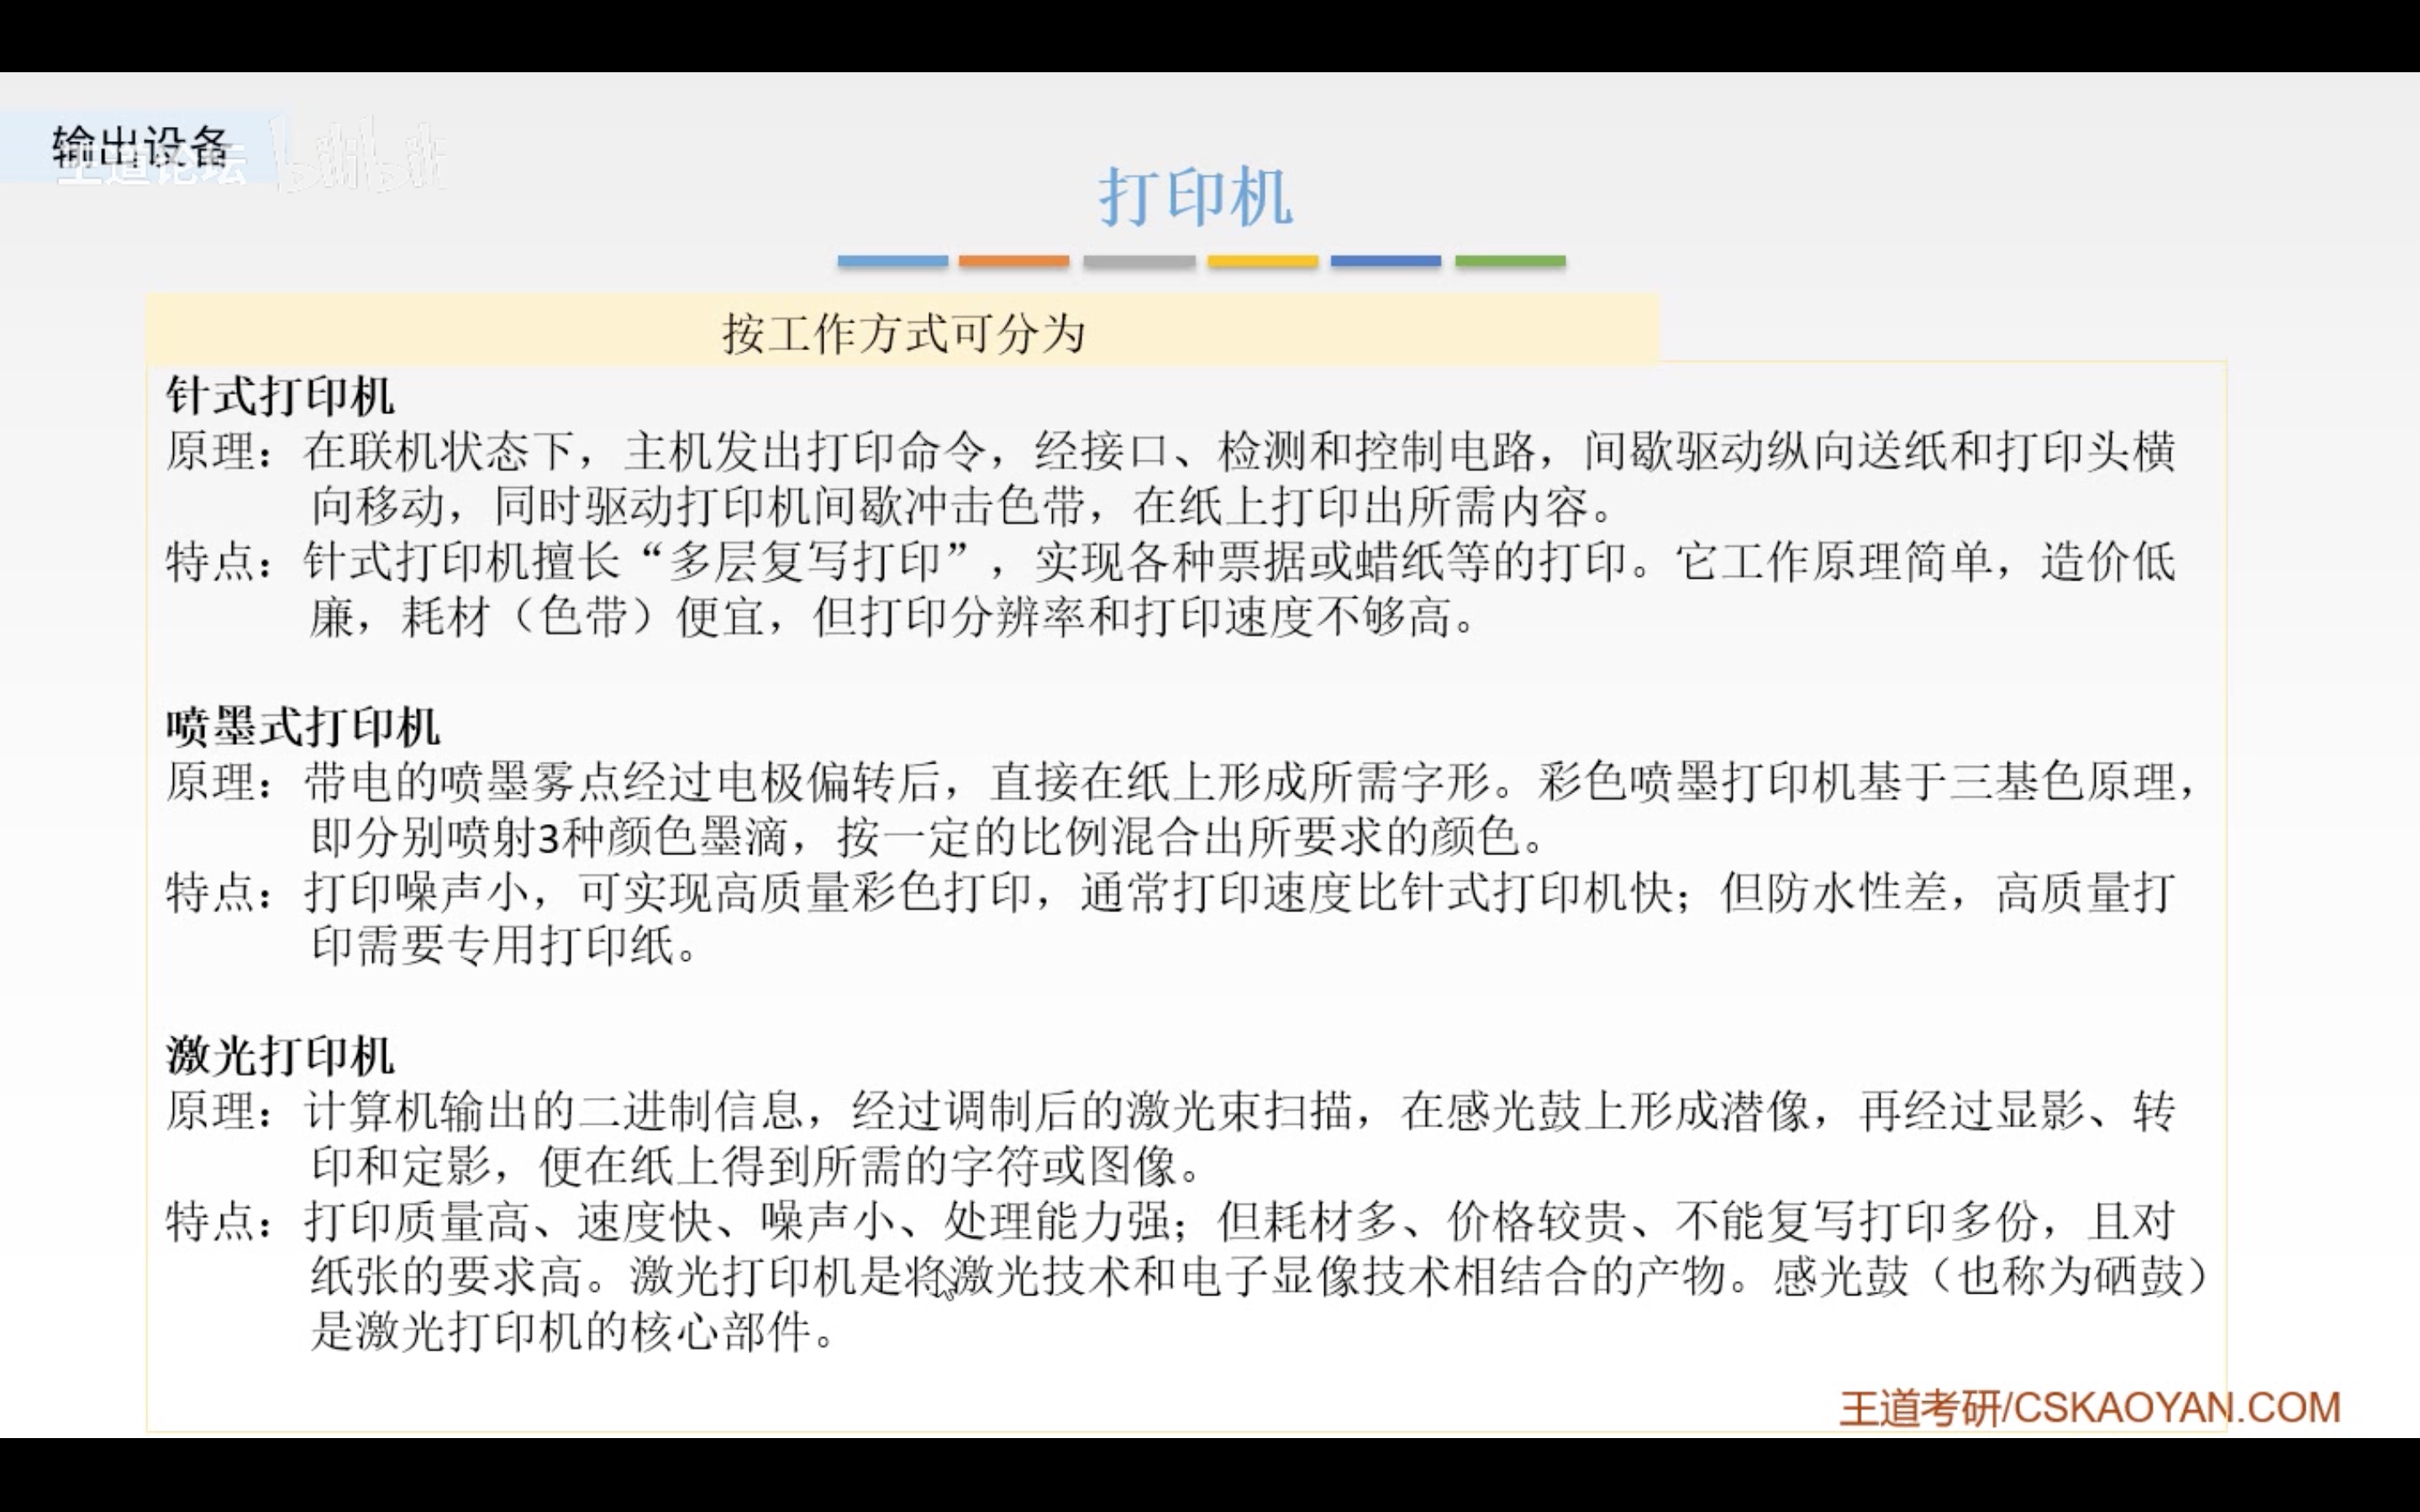 输出设备
王道论坛 bilibili
打印机
按工作方式可分为
针式打印机
原理：在联机状态下，主机发出打印命令，经接口、检测和控制电路，间歇驱动纵向送纸和打印头横
向移动，同时驱动打印机间歇冲击色带，在纸上打印出所需内容。
特点：针式打印机擅长“多层复写打印”，实现各种票据或蜡纸等的打印。它工作原理简单，造价低
廉，耗材（色带）便宜，但打印分辨率和打印速度不够高。
喷墨式打印机
原理：带电的喷墨雾点经过电极偏转后，直接在纸上形成所需字形。彩色喷墨打印机基于三基色原理，
即分别喷射3种颜色墨滴，按一定的比例混合出所要求的颜色。
特点：打印噪声小，可实现高质量彩色打印，通常打印速度比针式打印机快；但防水性差，高质量打
印需要专用打印纸。
激光打印机
原理：计算机输出的二进制信息，经过调制后的激光束扫描，在感光鼓上形成潜像，再经过显影、转
印和定影，便在纸上得到所需的字符或图像。
特点：打印质量高、速度快、噪声小、处理能力强；但耗材多、价格较贵、不能复写打印多份，且对
纸张的要求高。激光打印机是将激光技术和电子显像技术相结合的产物。感光鼓（也称为硒鼓）
是激光打印机的核心部件。
王道考研/CSKAOYAN.COM